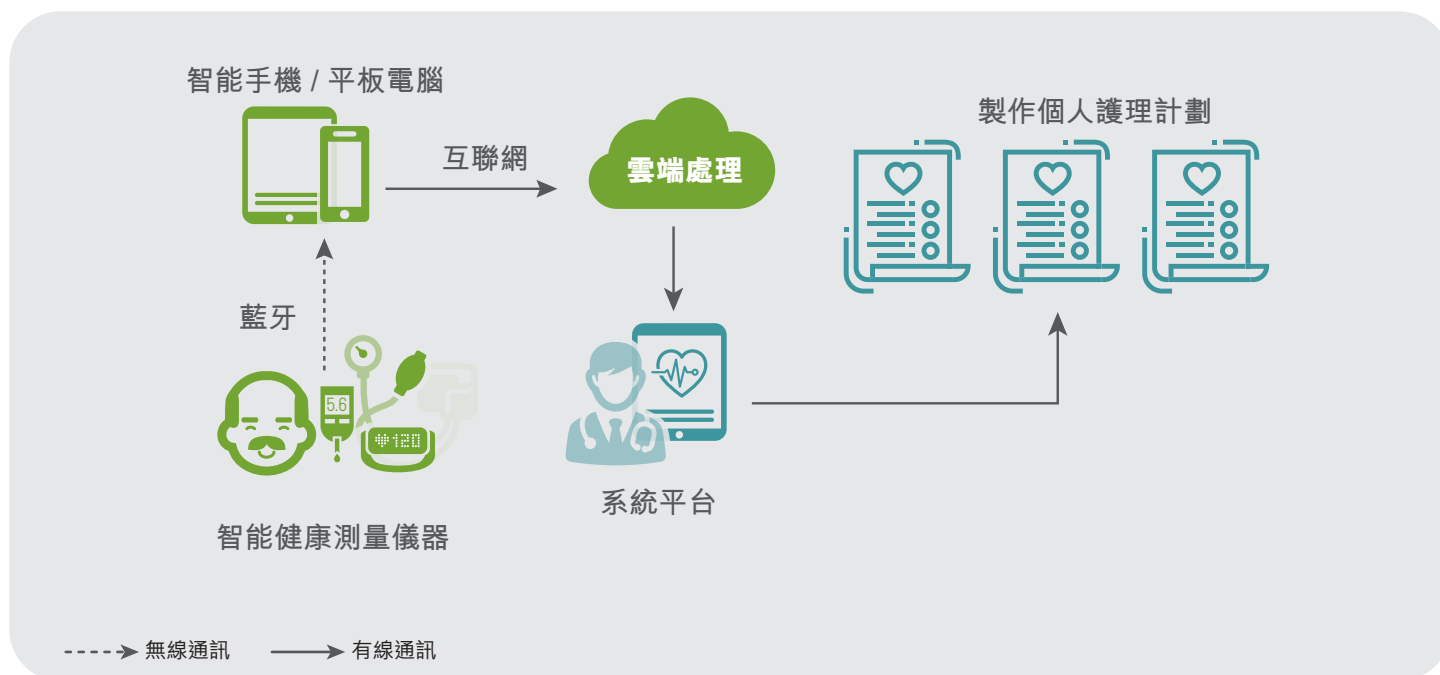 智能手機 / 平板電腦
互聯網
雲端處理
製作個人護理計劃
藍牙
5.6
120
智能健康測量儀器
系統平台
無線通訊
有線通訊